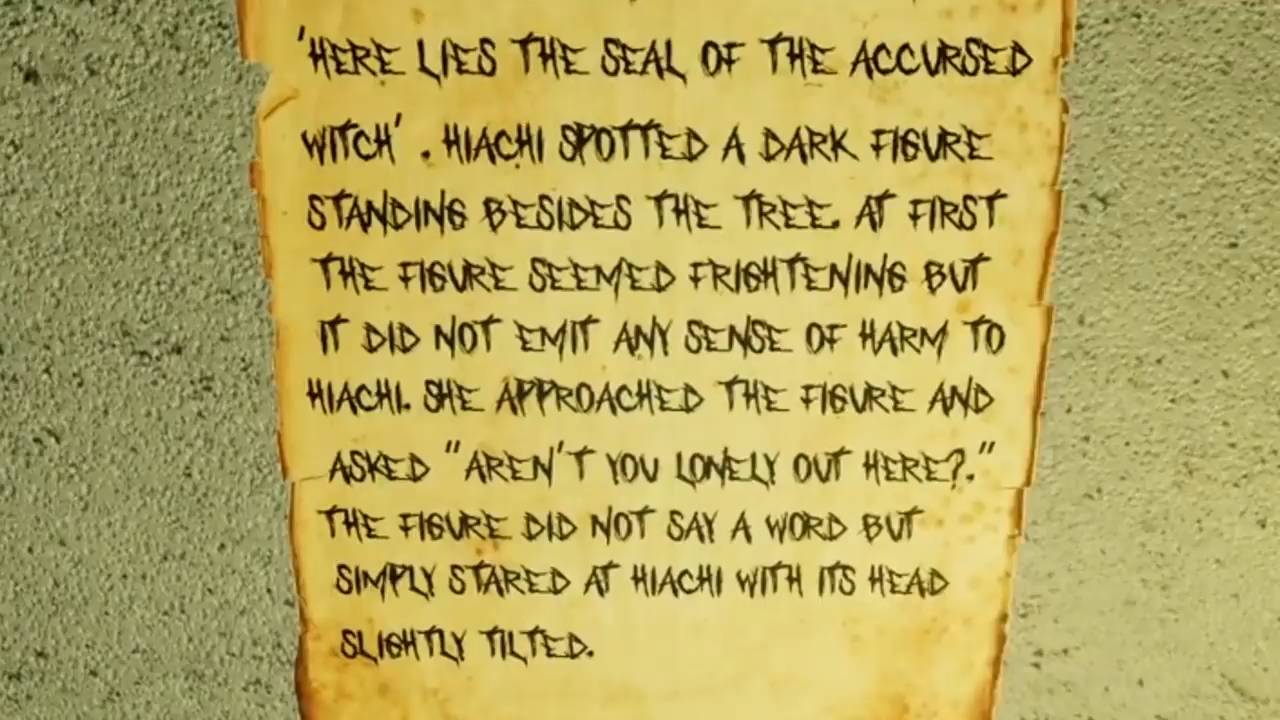 'HERE LIES THE SEAL OF THE ACCURSED
WITCH' . HIACHI SPOTTED A DARK FIGURE
STANDING BESIDES THE TREE. AT FIRST
THE FIGURE SEEMED FRIGHTENING BUT
IT DID NOT EMIT ANY SENSE OF HARM TO
HIACHI. SHE APPROACHED THE FIGURE AND
ASKED "AREN'T YOU LONELY OUT HERE?."
THE FIGURE DID NOT SAY A WORD BUT
SIMPLY STARED AT HIACHI WITH ITS HEAD
SLIGHTLY TILTED.